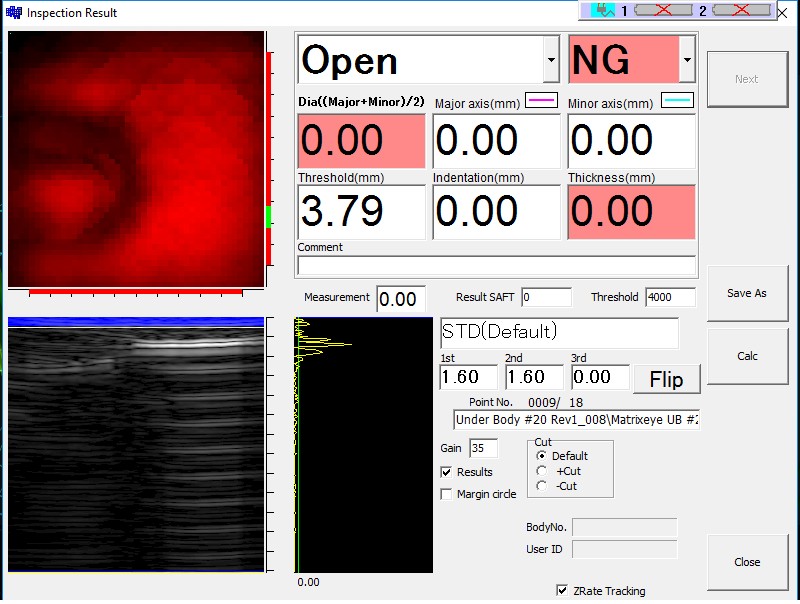 Inspection Result
1 2
Open NG
Next
Dia((Major+Minor)/2) Major axis(mm) Minor axis(mm)
0.00 0.00 0.00
Threshold(mm) Indentation(mm) Thickness(mm)
3.79 0.00 0.00
Comment
Measurement 0.00 Result SAFT 0 Threshold 4000
Save As
STD(Default)
Calc
1st 2nd 3rd
1.60 1.60 0.00 Flip
Point No. 0009/ 18
Under Body #20 Rev1_008\Matrixeye UB #2
Gain 35
Cut
Default
Results
+Cut
-Cut
Margin circle
BodyNo.
User ID
Close
0.00
ZRate Tracking